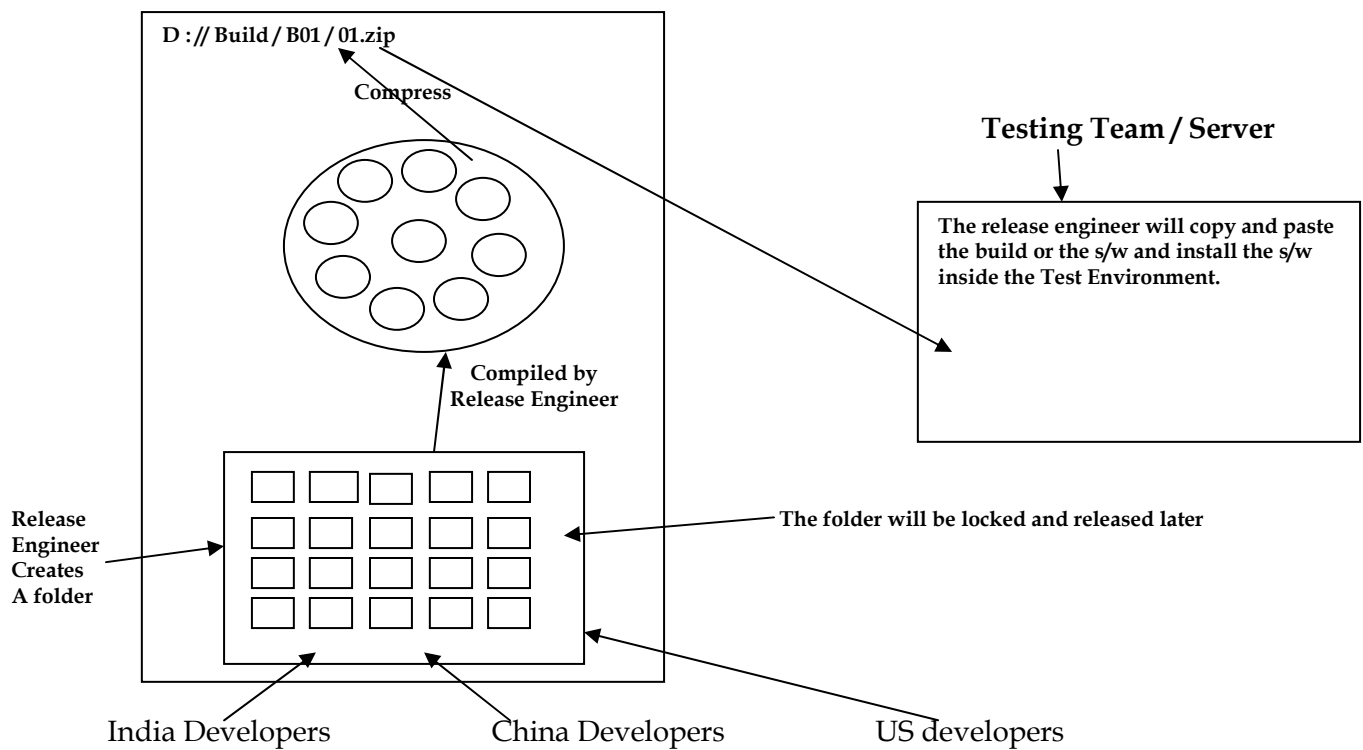 D : // Build / B01 / 01.zip
Compress
Testing Team / Server
The release engineer will copy and paste
the build or the s/w and install the s/w
inside the Test Environment.
Compiled by
Release Engineer
Release
Engineer
Creates
A folder
The folder will be locked and released later
India Developers
China Developers
US developers